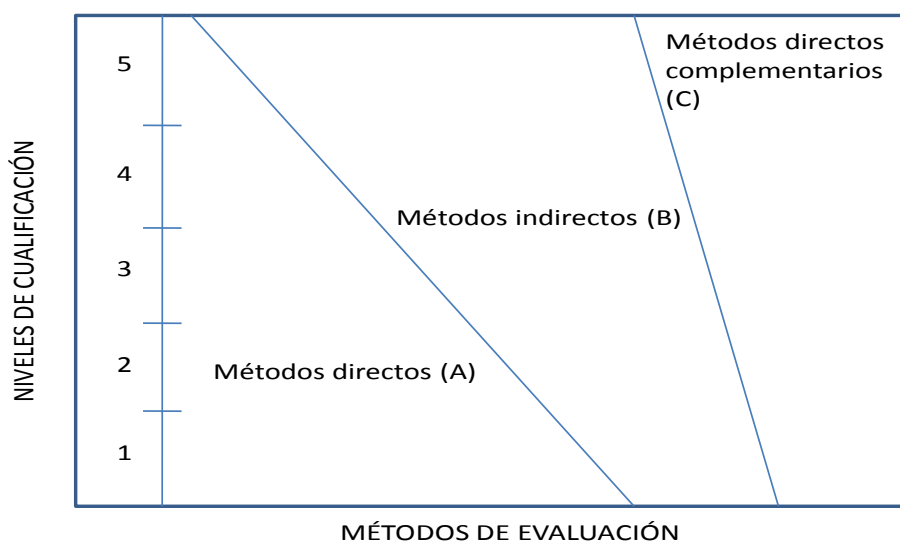 NIVELES DE CUALIFICACIÓN
5
4
3
2
1
Métodos directos
complementarios
(C)
Métodos indirectos (B)
Métodos directos (A)
MÉTODOS DE EVALUACIÓN